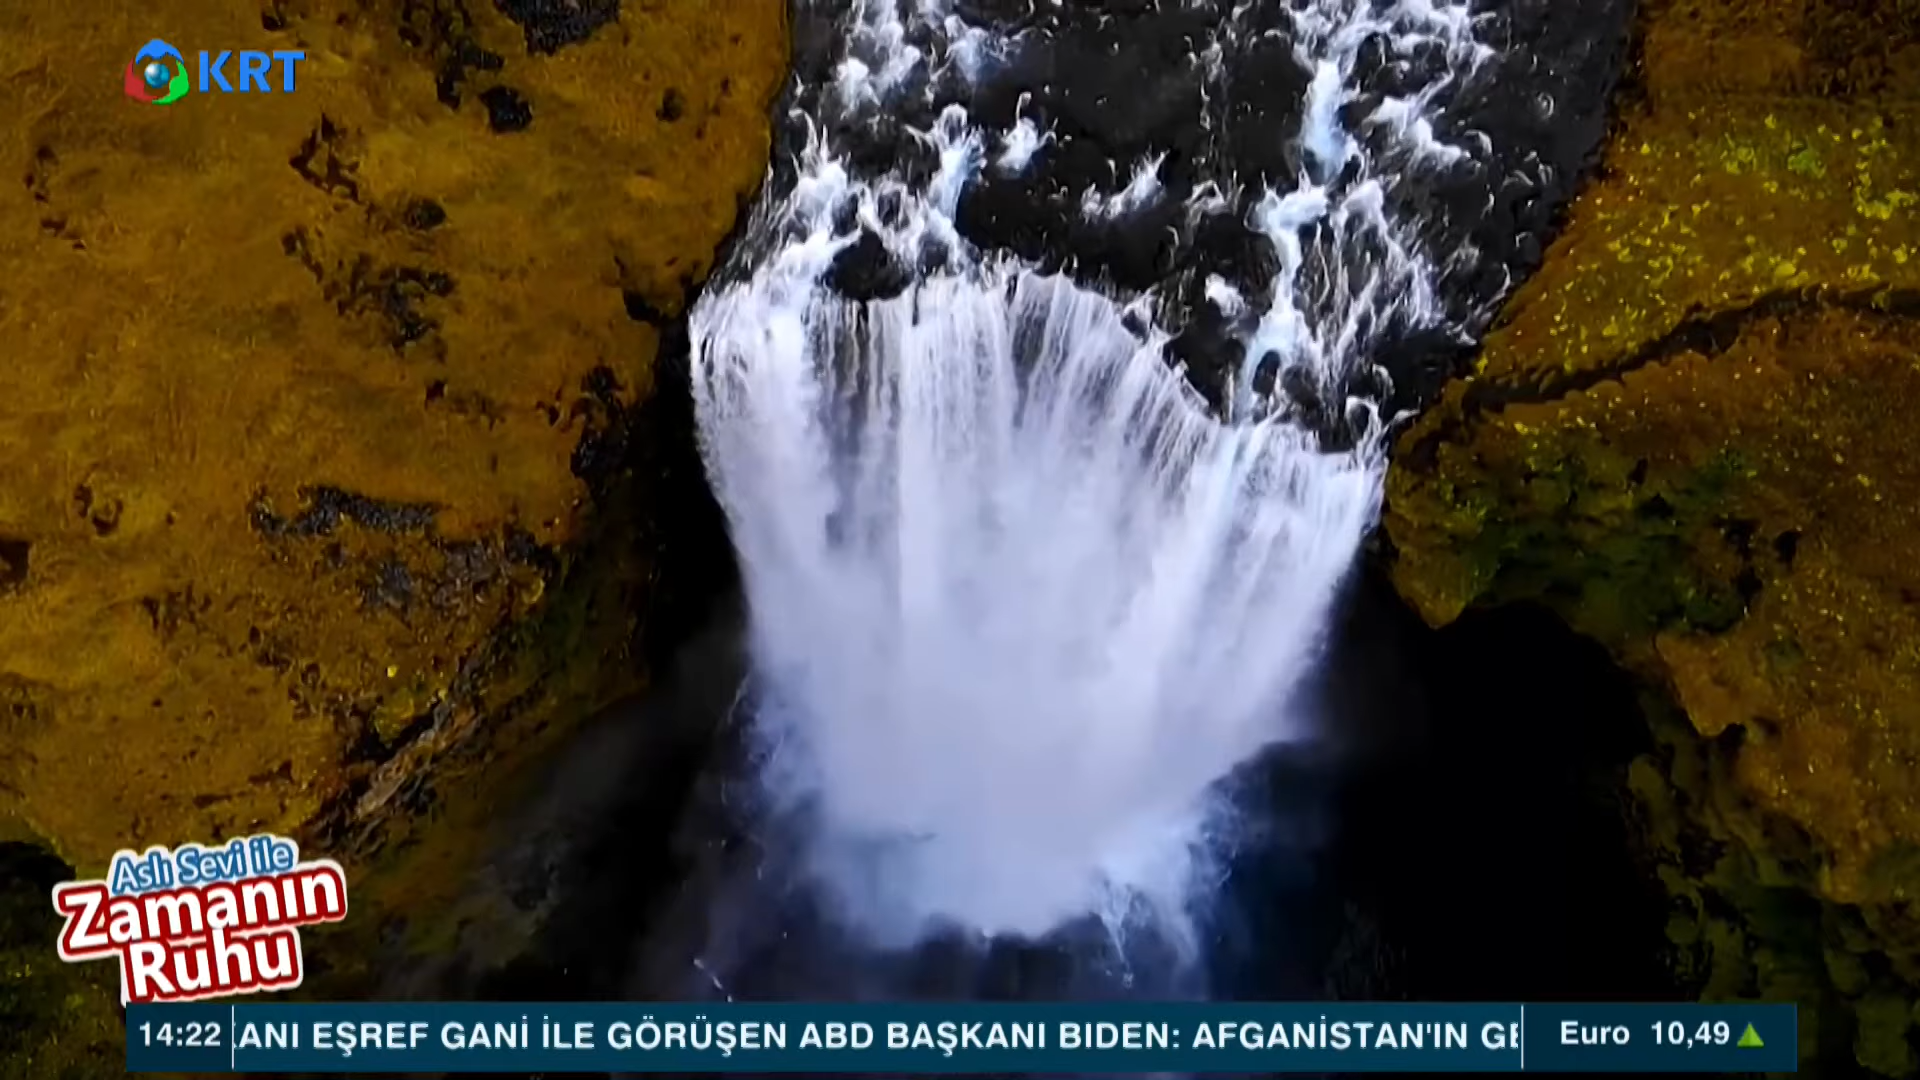 KRT
Aslı Sevi ile
Zamanın
Ruhu
14:22 KANI EŞREF GANİ İLE GÖRÜŞEN ABD BAŞKANI BIDEN: AFGANİSTAN'IN Euro 10,49